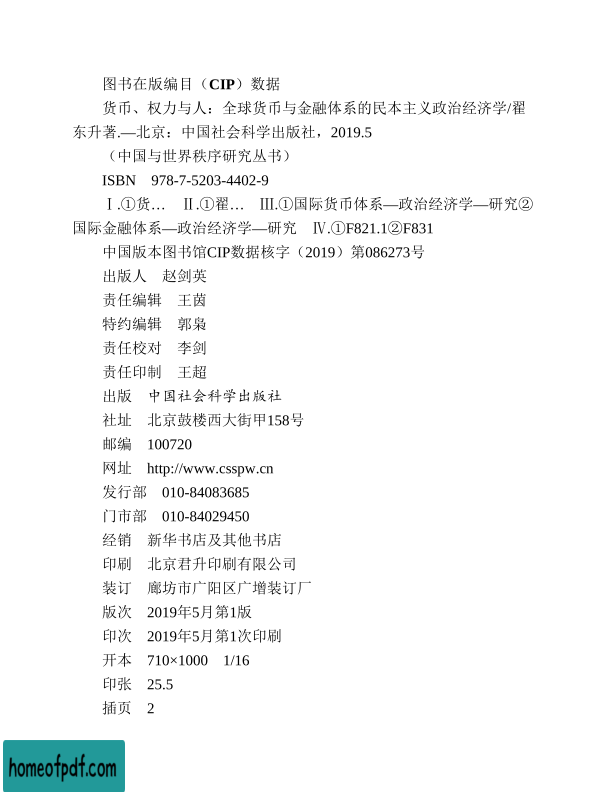 图书在版编目（CIP）数据
货币、权力与人：全球货币与金融体系的民本主义政治经济学/翟
东升著.—北京：中国社会科学出版社，2019.5
（中国与世界秩序研究丛书）
ISBN 978-7-5203-4402-9
Ⅰ.①货… Ⅱ.①翟… Ⅲ.①国际货币体系—政治经济学—研究②
国际金融体系—政治经济学—研究 Ⅳ.①F821.1②F831
中国版本图书馆CIP数据核字（2019）第086273号
出版人 赵剑英
责任编辑 王茵
特约编辑 郭枭
责任校对 李剑
责任印制 王超
出版 中国社会科学出版社
社址 北京鼓楼西大街甲158号
邮编 100720
网址 http://www.csspw.cn
发行部 010-84083685
门市部 010-84029450
经销 新华书店及其他书店
印刷 北京君升印刷有限公司
装订 廊坊市广阳区广增装订厂
版次 2019年5月第1版
印次 2019年5月第1次印刷
开本 710×1000 1/16
印张 25.5
插页 2
homeofpdf.com